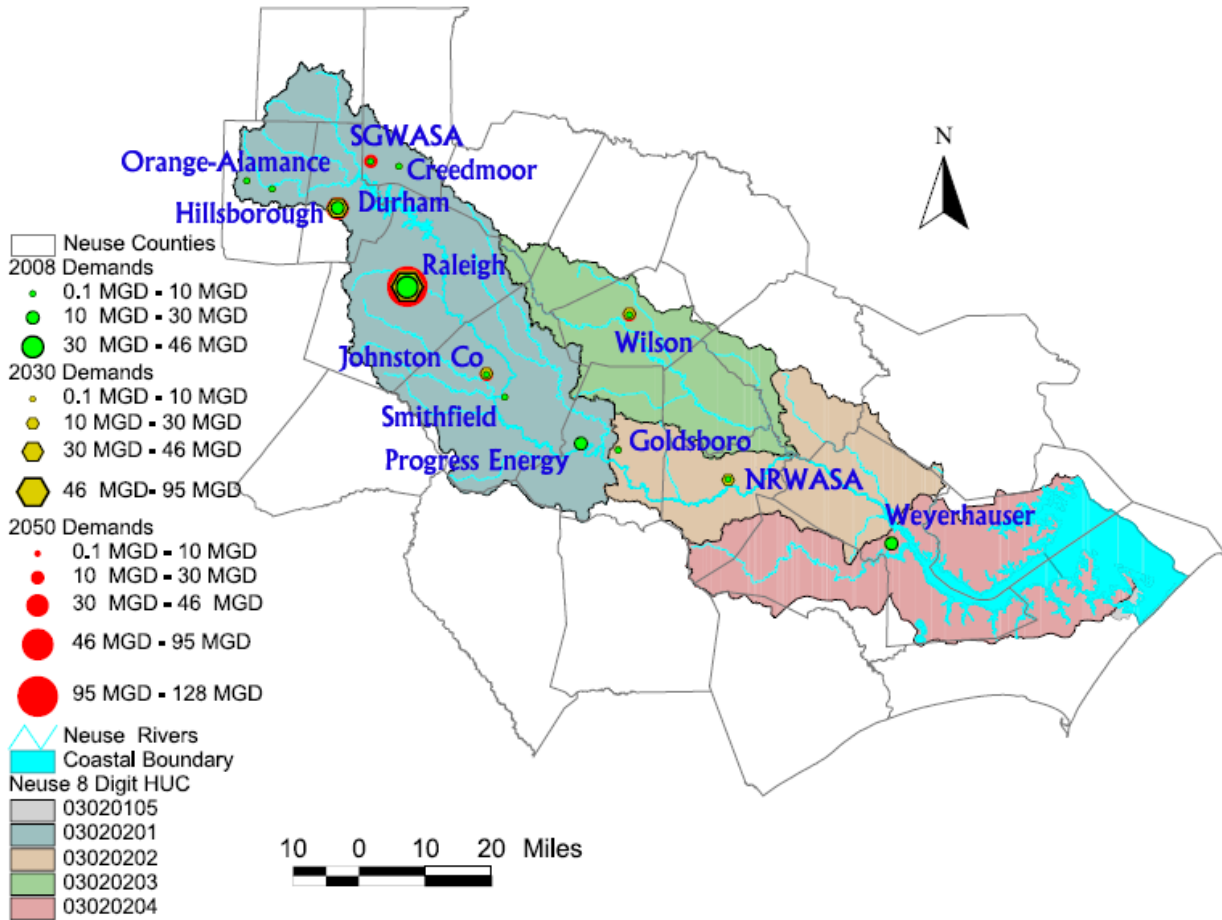 N
SGWASA
Orange-Alamance
Creedmoor
Hillsborough
Durham
Raleigh
Wilson
Johnston Co
Smithfield
Goldsboro
Progress Energy
NRWASA
Weyerhauser
Neuse Counties
2008 Demands
0.1 MGD - 10 MGD
10 MGD - 30 MGD
30 MGD - 46 MGD
2030 Demands
0.1 MGD - 10 MGD
10 MGD - 30 MGD
30 MGD - 46 MGD
46 MGD - 95 MGD
2050 Demands
0.1 MGD - 10 MGD
10 MGD - 30 MGD
30 MGD - 46 MGD
46 MGD - 95 MGD
95 MGD - 128 MGD
Neuse Rivers
Coastal Boundary
Neuse 8 Digit HUC
03020105
03020201
03020202
03020203
03020204
10 0 10 20 Miles